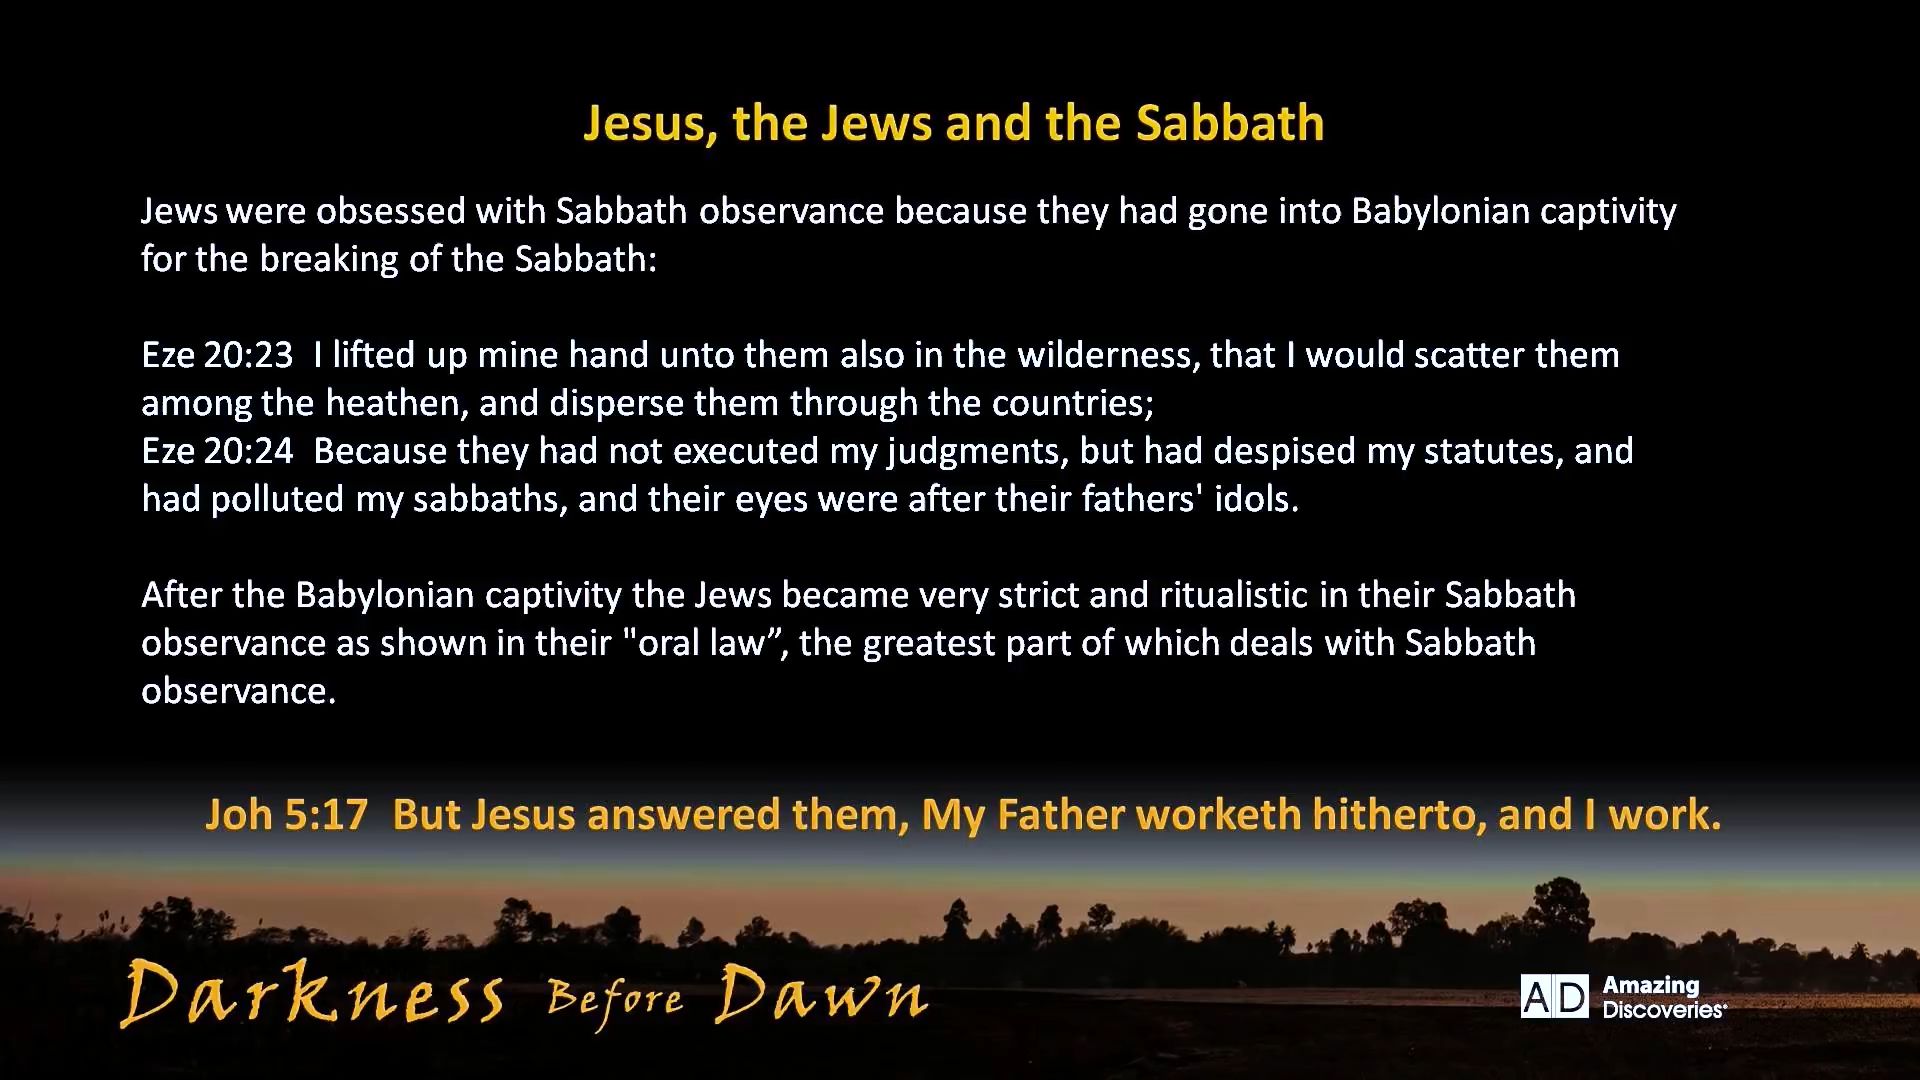 Jesus, the Jews and the Sabbath
Jews were obsessed with Sabbath observance because they had gone into Babylonian captivity
for the breaking of the Sabbath:
Eze 20:23  I lifted up mine hand unto them also in the wilderness, that I would scatter them
among the heathen, and disperse them through the countries;
Eze 20:24  Because they had not executed my judgments, but had despised my statutes, and
had polluted my sabbaths, and their eyes were after their fathers' idols.
After the Babylonian captivity the Jews became very strict and ritualistic in their Sabbath
observance as shown in their "oral law”, the greatest part of which deals with Sabbath
observance.
Joh 5:17  But Jesus answered them, My Father worketh hitherto, and I work.
Darkness Before Dawn
AD Amazing
Discoveries